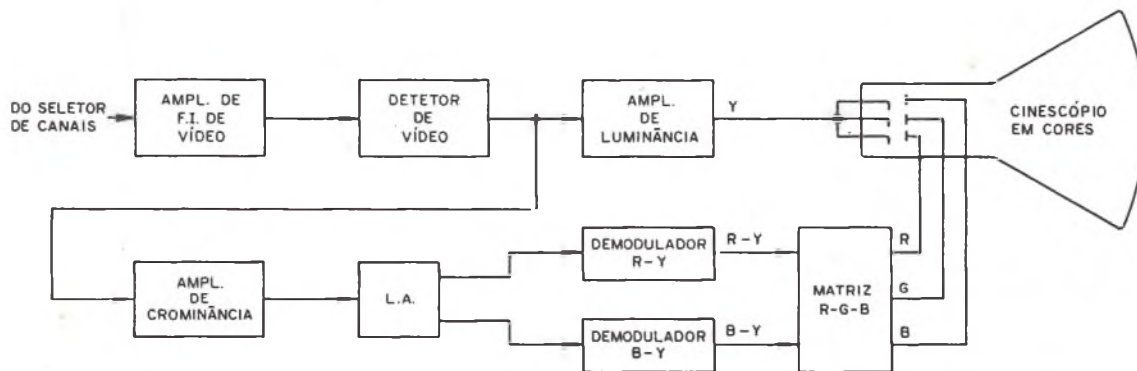 DO SELETOR
DE CANAIS
AMPL. DE
F.I. DE
VÍDEO
DETETOR
DE
VÍDEO
AMPL.
DE
LUMINÂNCIA
Y
CINESCÓPIO
EM CORES
AMPL.
DE
CROMINÂNCIA
L.A.
DEMODULADOR
R-Y
R-Y
DEMODULADOR
B-Y
B-Y
MATRIZ
R-G-B
R
G
B